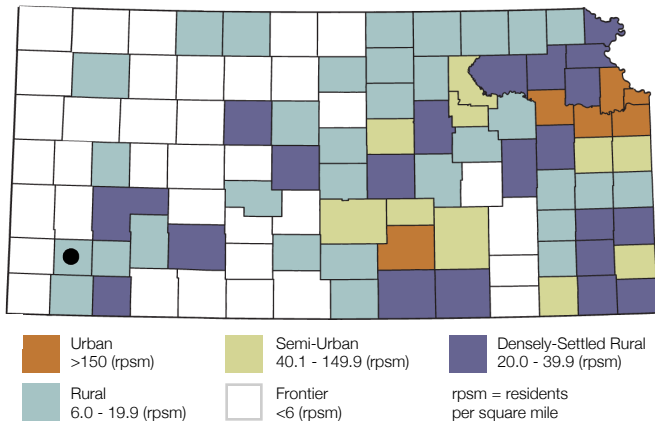 Urban
>150 (rpsm)
Semi-Urban
40.1 - 149.9 (rpsm)
Densely-Settled Rural
20.0 - 39.9 (rpsm)
Rural
6.0 - 19.9 (rpsm)
Frontier
<6 (rpsm)
rpsm = residents
per square mile